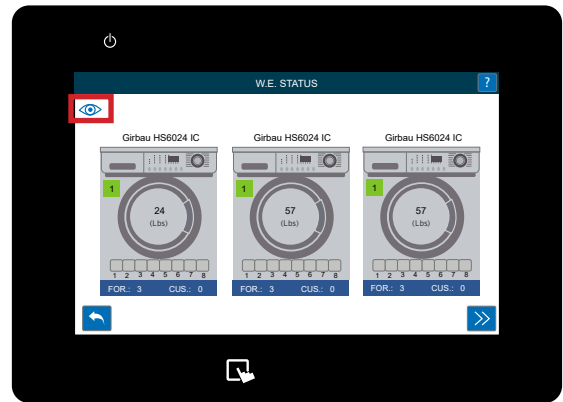 W.E. STATUS ?
Girbau HS6024 IC Girbau HS6024 IC Girbau HS6024 IC
1 1 1
24 57 57
(Lbs) (Lbs) (Lbs)
1 2 3 4 5 6 7 8 1 2 3 4 5 6 7 8 1 2 3 4 5 6 7 8
FOR.: 3 CUS.: 0 FOR.: 3 CUS.: 0 FOR.: 3 CUS.: 0